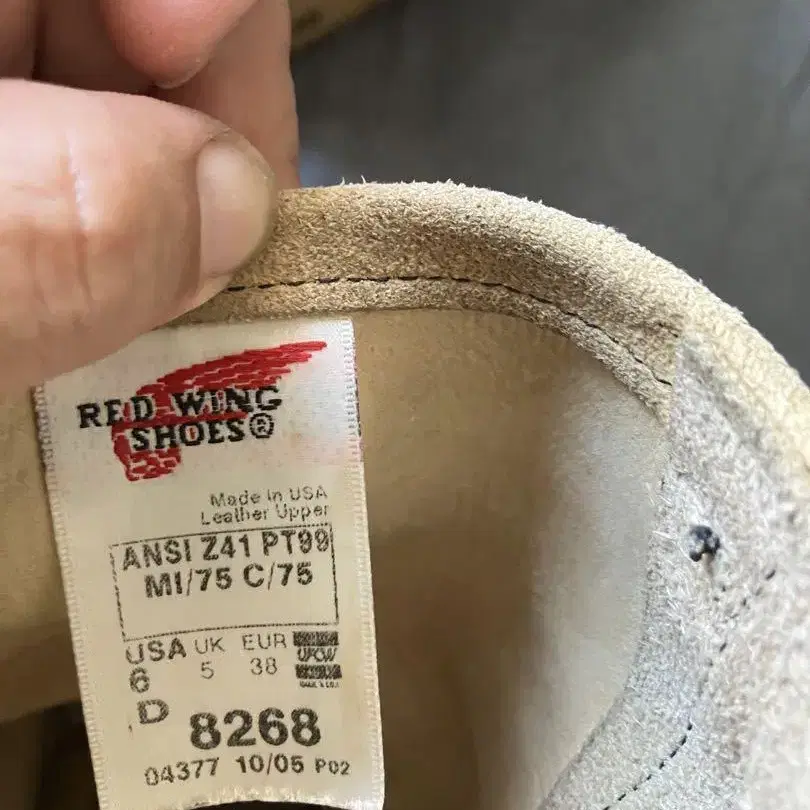 RED WING
SHOES®
Made in USA
Leather Upper
ANSI Z41 PT99
MI/75 C/75
USA UK EUR
6 5 38
UFCW
D
8268
04377 10/05 P02